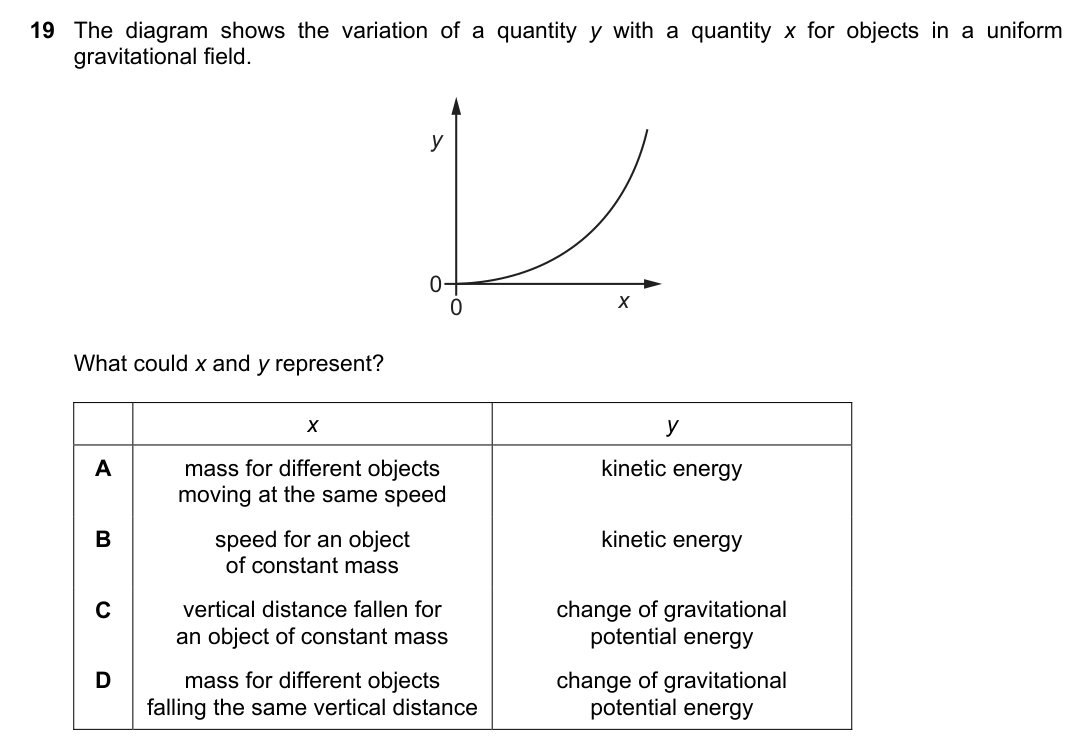 19 The diagram shows the variation of a quantity y with a quantity x for objects in a uniform
gravitational field.
y
0
0
x
What could x and y represent?
x y
A mass for different objects moving at the same speed kinetic energy
B speed for an object of constant mass kinetic energy
C vertical distance fallen for an object of constant mass change of gravitational potential energy
D mass for different objects falling the same vertical distance change of gravitational potential energy